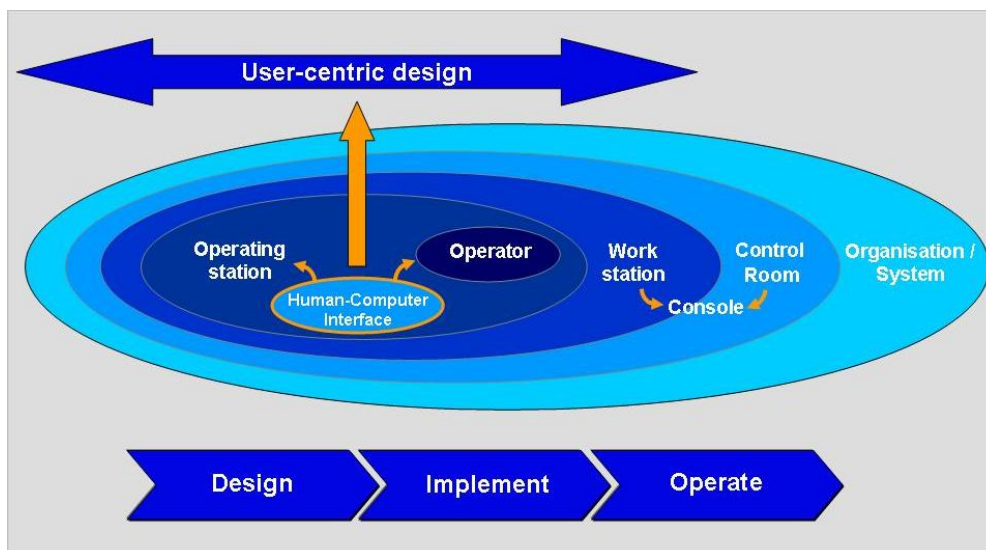 User-centric design
Operating
station
Operator
Human-Computer
Interface
Work
station
Control
Room
Console
Organisation /
System
Design
Implement
Operate